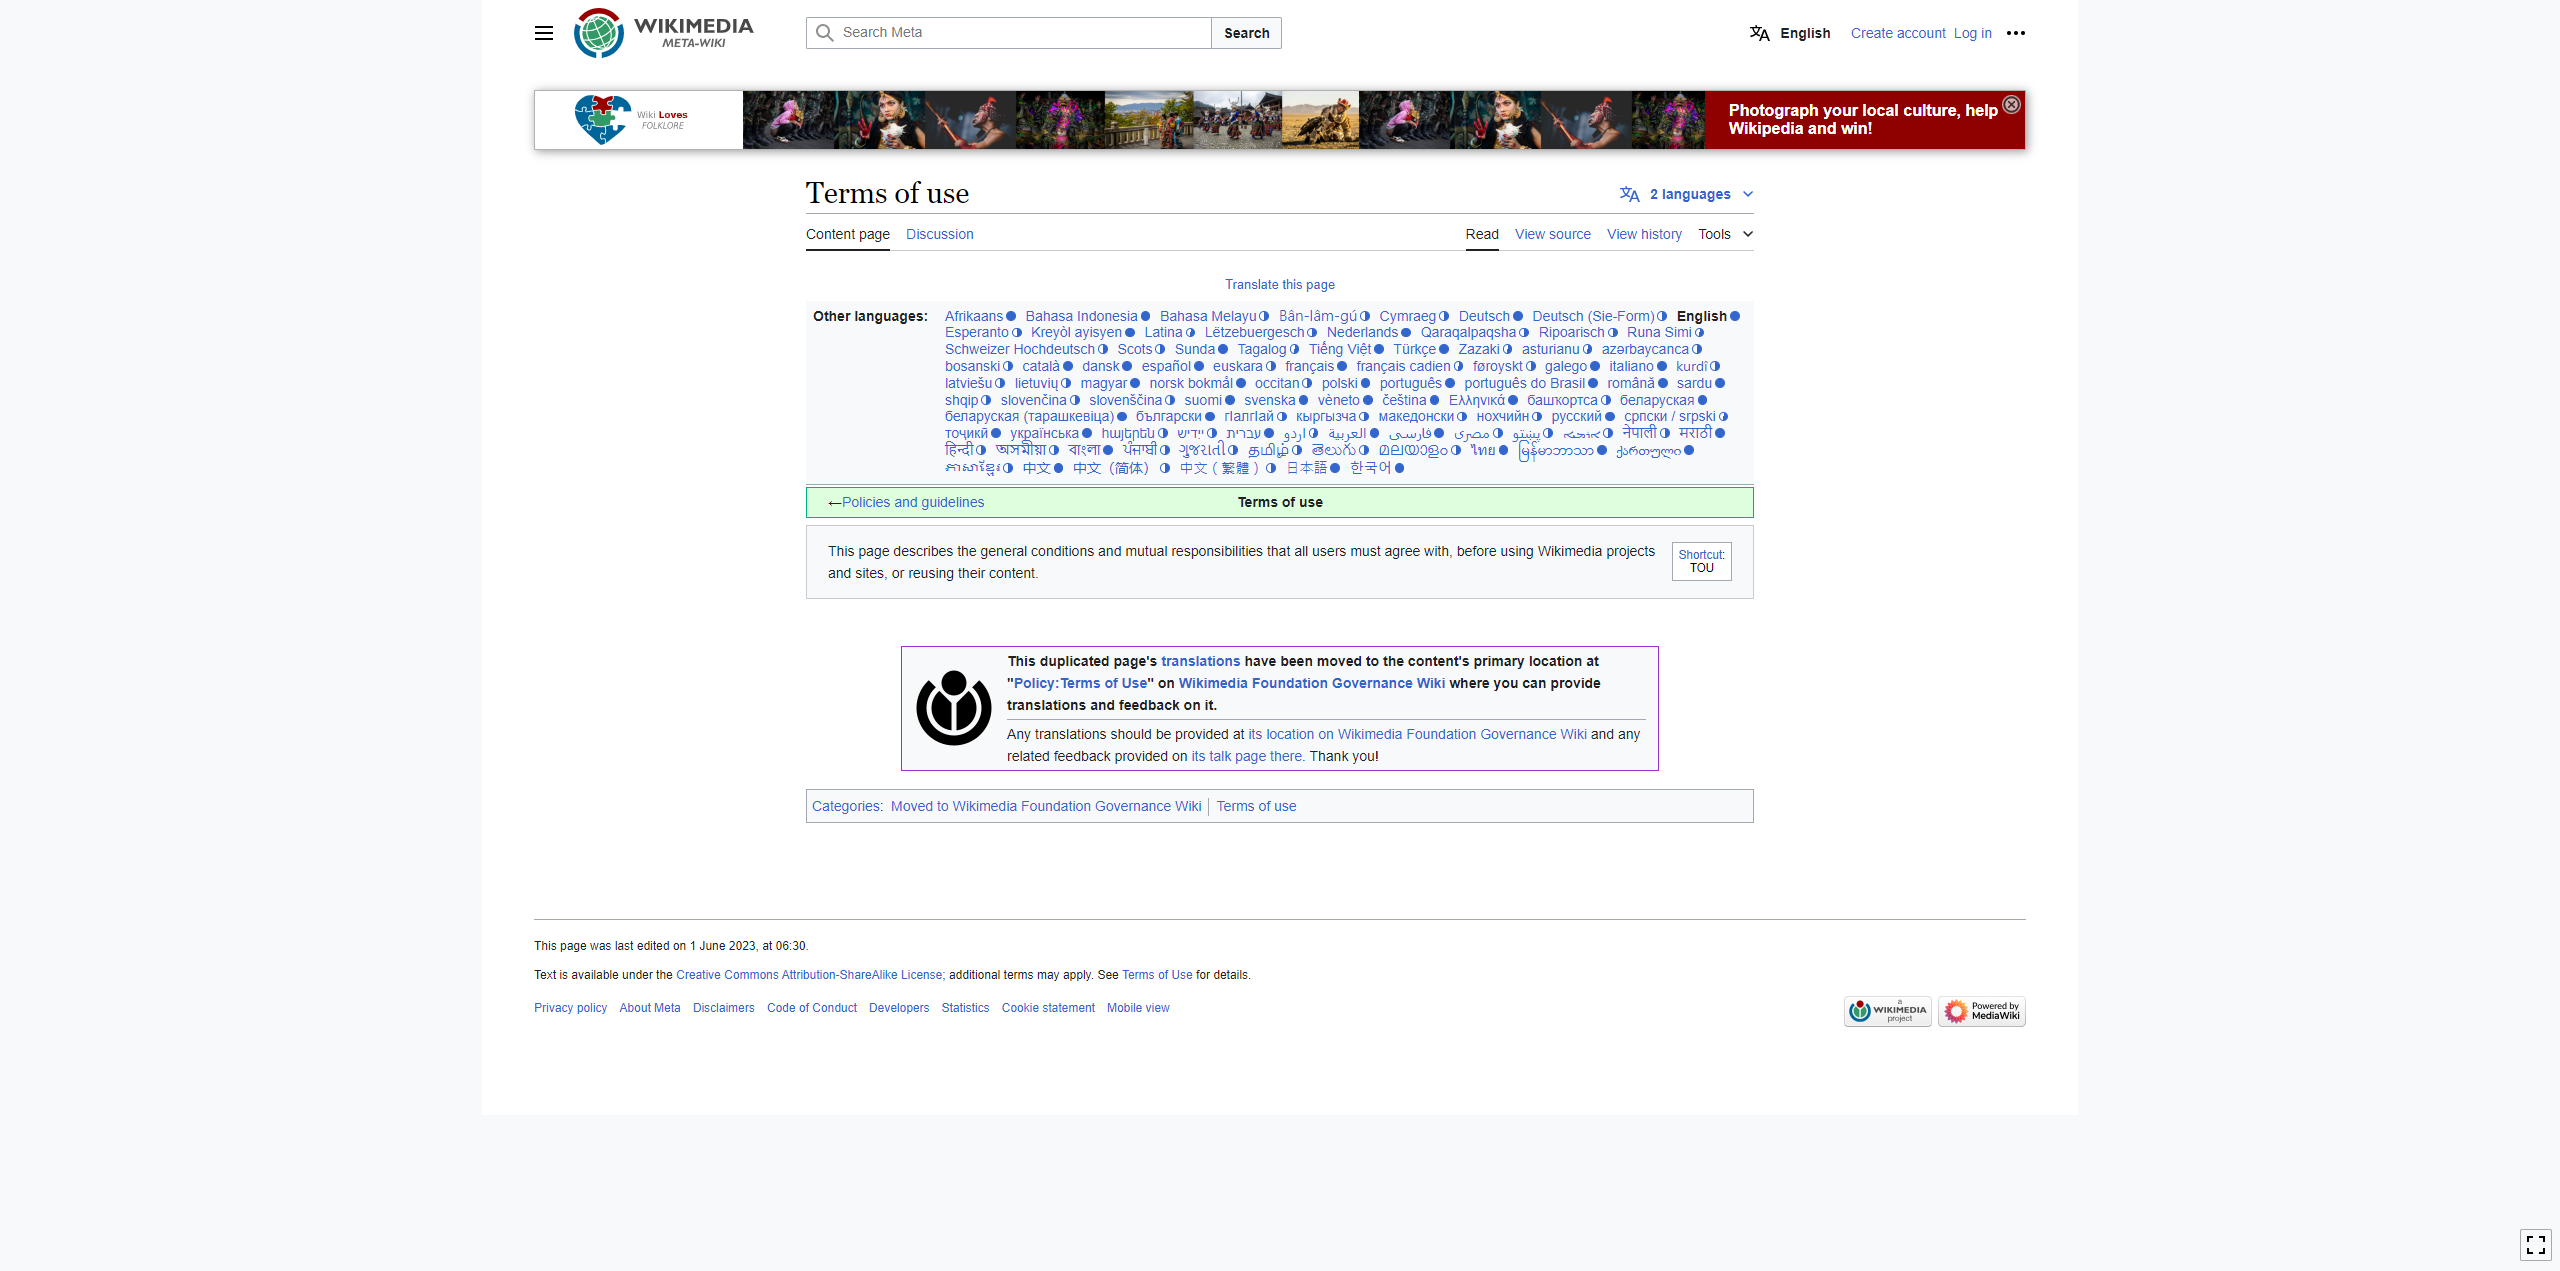 WIKIMEDIA
META-WIKI
Search Meta
Search
English
Create account Log in
Wiki Loves
FOLKLORE
Photograph your local culture, help
Wikipedia and win!
Terms of use
2 languages
Content page Discussion
Read View source View history Tools
Translate this page
Other languages:
Afrikaans Bahasa Indonesia Bahasa Melayu Bân-lâm-gú Cymraeg Deutsch Deutsch (Sie-Form) English
Esperanto Kreyòl ayisyen Latina Lëtzebuergesch Nederlands Qaraqalpaqsha Ripoarisch Runa Simi
Schweizer Hochdeutsch Scots Sunda Tagalog Tiếng Việt Türkçe Zazaki asturianu azərbaycanca
bosanski català dansk español euskara français français cadien føroyskt galego italiano kurdî
latviešu lietuvių magyar norsk bokmål occitan polski português português do Brasil română sardu
shqip slovenčina slovenščina suomi svenska vèneto čeština Ελληνικά башҡортса беларуская
беларуская (тарашкевіца) български гӀалгӀай кыргызча македонски нохчийн русский српски / srpski
тоҷикӣ українська հայերեն ייִדיש עברית اردو العربية فارسی مصرى پښتو ܐܪܡܝܐ नेपाली मराठी
हिन्दी অসমীয়া বাংলা ਪੰਜਾਬੀ ગુજરાતી தமிழ் తెలుగు മലയാളം ไทย မြန်မာဘာသာ ქართული
ភាសាខ្មែរ 中文 中文（简体） 中文（繁體） 日本語 한국어
←Policies and guidelines
Terms of use
This page describes the general conditions and mutual responsibilities that all users must agree with, before using Wikimedia projects
and sites, or reusing their content.
Shortcut:
TOU
This duplicated page's translations have been moved to the content's primary location at
"Policy:Terms of Use" on Wikimedia Foundation Governance Wiki where you can provide
translations and feedback on it.
Any translations should be provided at its location on Wikimedia Foundation Governance Wiki and any
related feedback provided on its talk page there. Thank you!
Categories: Moved to Wikimedia Foundation Governance Wiki Terms of use
This page was last edited on 1 June 2023, at 06:30.
Text is available under the Creative Commons Attribution-ShareAlike License; additional terms may apply. See Terms of Use for details.
Privacy policy About Meta Disclaimers Code of Conduct Developers Statistics Cookie statement Mobile view
a
WIKIMEDIA
project
Powered by
MediaWiki